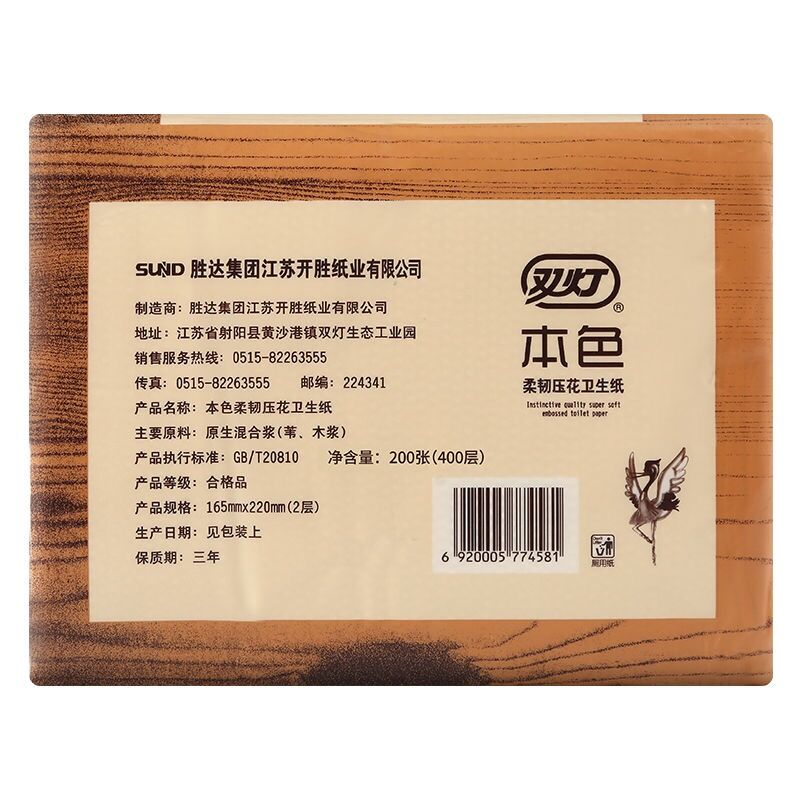 SUND 胜达集团江苏开胜纸业有限公司
制造商：胜达集团江苏开胜纸业有限公司
地址：江苏省射阳县黄沙港镇双灯生态工业园
销售服务热线：0515-82263555
传真：0515-82263555 邮编：224341
产品名称：本色柔韧压花卫生纸
主要原料：原生混合浆(苇、木浆)
产品执行标准：GB/T20810 净含量：200张(400层)
产品等级：合格品
产品规格：165mmx220mm(2层)
生产日期：见包装上
保质期：三年
双灯®
本色
柔韧压花卫生纸
Instinctive quality super soft
embossed toilet paper
6 920005 774581
厕用纸